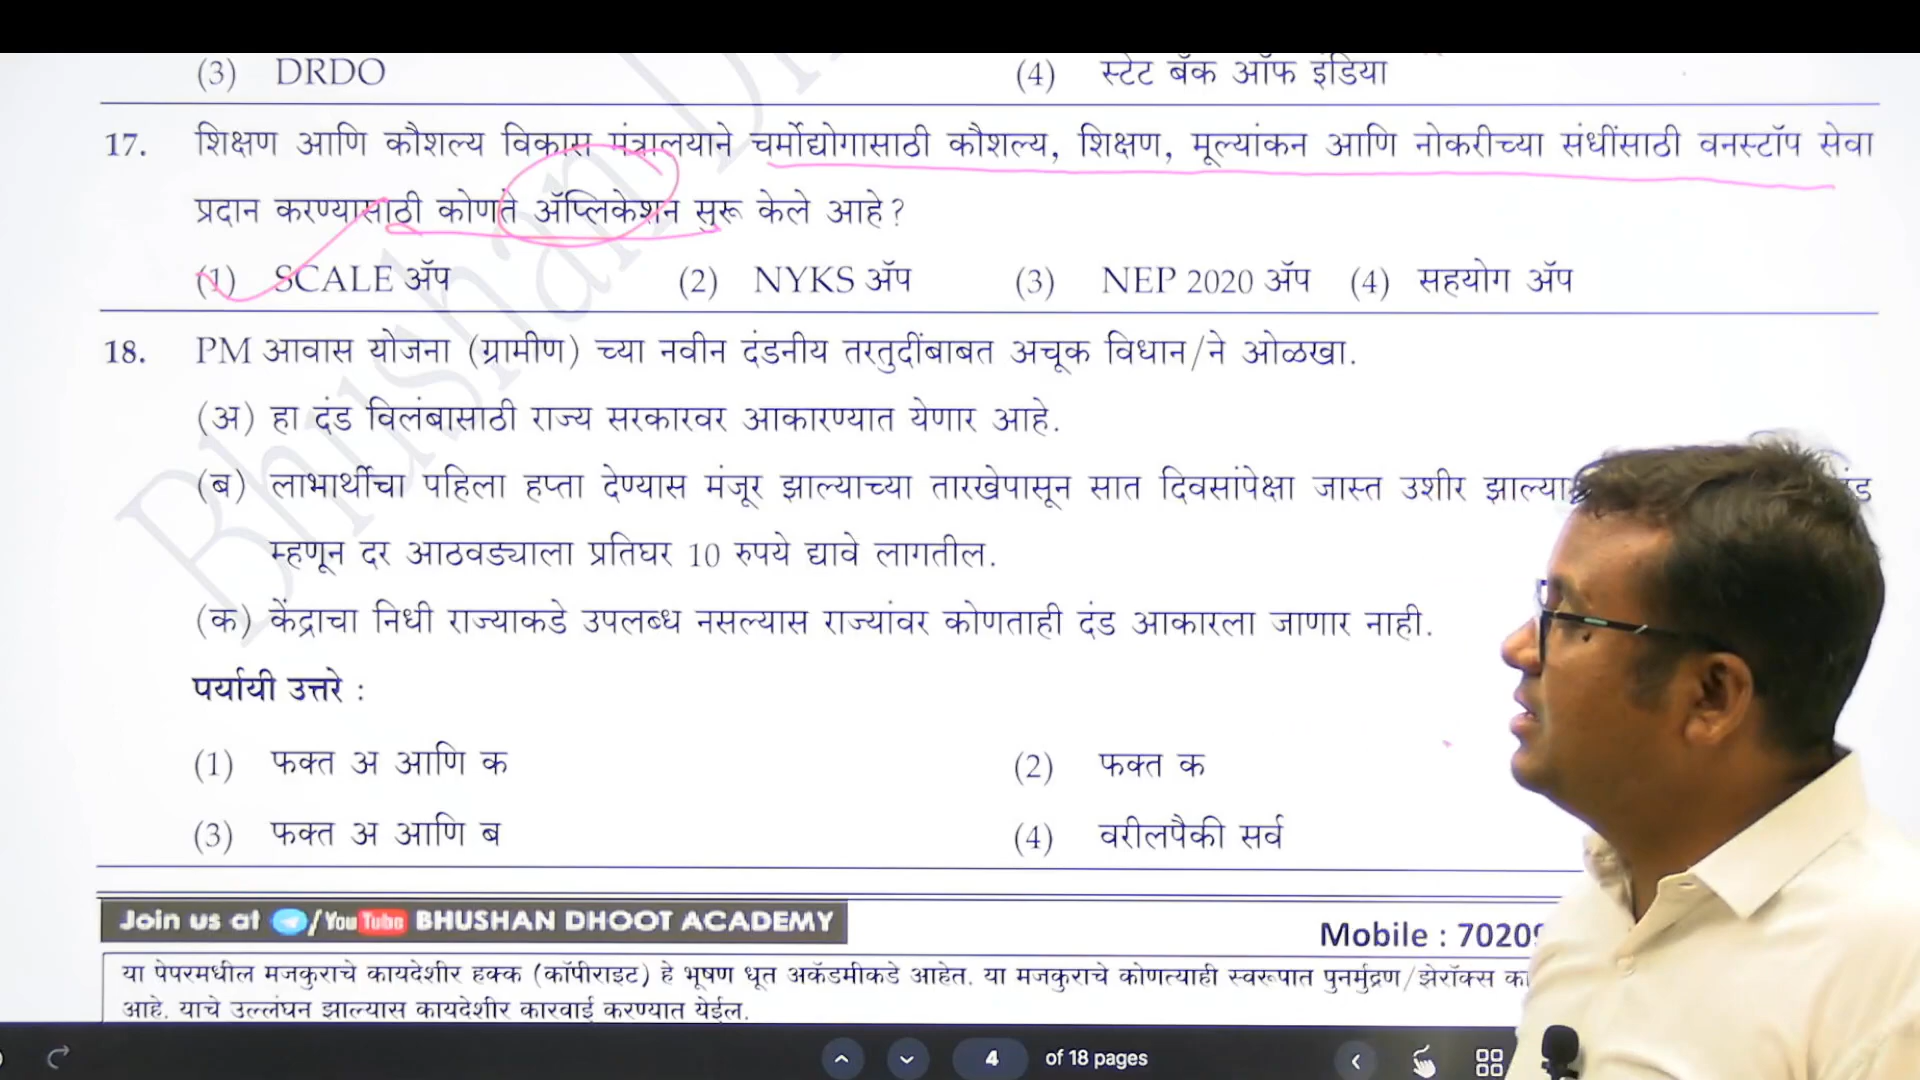 (3) DRDO (4) स्टेट बँक ऑफ इंडिया
17. शिक्षण आणि कौशल्य विकास मंत्रालयाने चर्मोद्योगासाठी कौशल्य, शिक्षण, मूल्यांकन आणि नोकरीच्या संधींसाठी वनस्टॉप सेवा
प्रदान करण्यासाठी कोणते ॲप्लिकेशन सुरू केले आहे?
(1) SCALE ॲप (2) NYKS ॲप (3) NEP 2020 ॲप (4) सहयोग ॲप
18. PM आवास योजना (ग्रामीण) च्या नवीन दंडनीय तरतुदींबाबत अचूक विधान/ने ओळखा.
(अ) हा दंड विलंबासाठी राज्य सरकारवर आकारण्यात येणार आहे.
(ब) लाभार्थीचा पहिला हप्ता देण्यास मंजूर झाल्याच्या तारखेपासून सात दिवसांपेक्षा जास्त उशीर
म्हणून दर आठवड्याला प्रतिघर 10 रुपये द्यावे लागतील.
(क) केंद्राचा निधी राज्याकडे उपलब्ध नसल्यास राज्यांवर कोणताही दंड आकारला जाणार नाही.
पर्यायी उत्तरे :
(1) फक्त अ आणि क (2) फक्त क
(3) फक्त अ आणि ब (4) वरीलपैकी सर्व
Join us at /YouTube BHUSHAN DHOOT ACADEMY
Mobile : 7020
या पेपरमधील मजकुराचे कायदेशीर हक्क (कॉपीराइट) हे भूषण धूत अकॅडमीकडे आहेत. या मजकुराचे कोणत्याही स्वरूपात पुनर्मुद्रण/झेरॉक्स
आहे. याचे उल्लंघन झाल्यास कायदेशीर कारवाई करण्यात येईल.
4 of 18 pages
Bhushan